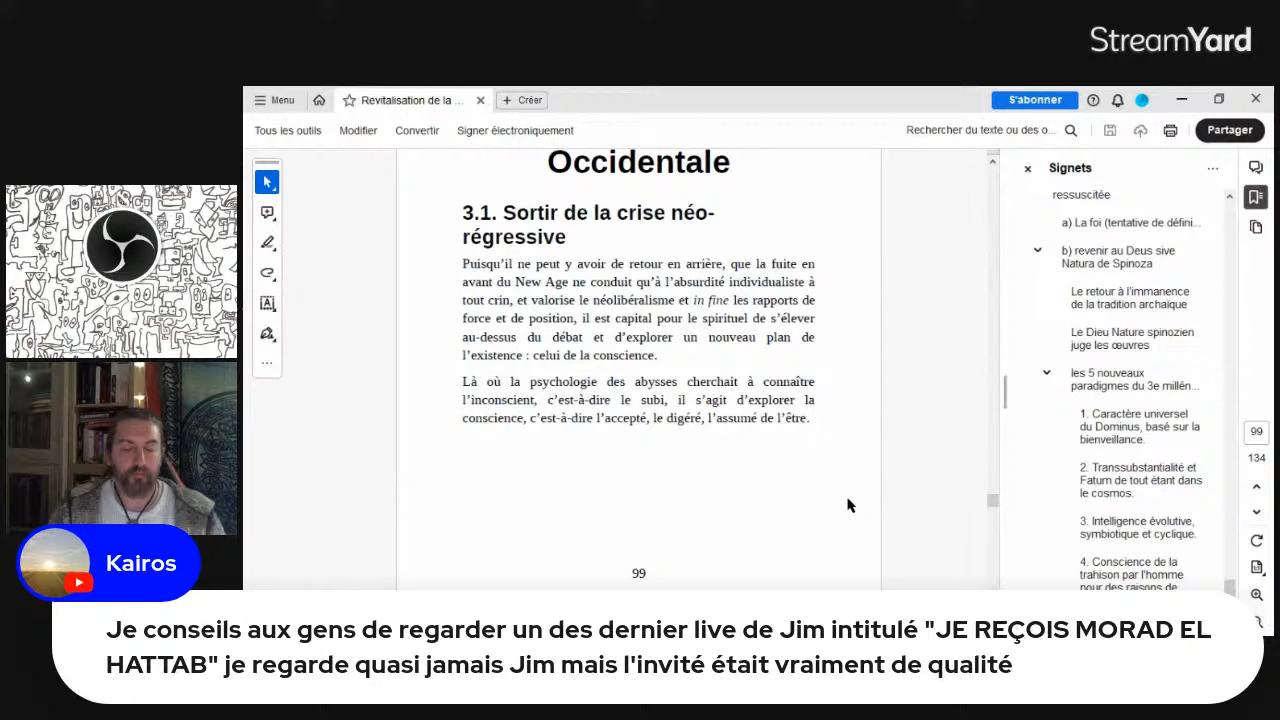 StreamYard
Menu
Revitalisation de la ...
Créer
S'abonner
Tous les outils
Modifier
Convertir
Signer électroniquement
Rechercher du texte ou des o...
Partager
Occidentale
3.1. Sortir de la crise néo-
régressive
Puisqu'il ne peut y avoir de retour en arrière, que la fuite en
avant du New Age ne conduit qu'à l'absurdité individualiste à
tout crin, et valorise le néolibéralisme et in fine les rapports de
force et de position, il est capital pour le spirituel de s'élever
au-dessus du débat et d'explorer un nouveau plan de
l'existence : celui de la conscience.
Là où la psychologie des abysses cherchait à connaître
l'inconscient, c'est-à-dire le subi, il s'agit d'explorer la
conscience, c'est-à-dire l'accepté, le digéré, l'assumé de l'être.
99
Signets
ressuscitée
a) La foi (tentative de défini...
b) revenir au Deus sive
Natura de Spinoza
Le retour à l'immanence
de la tradition archaïque
Le Dieu Nature spinozien
juge les œuvres
les 5 nouveaux
paradigmes du 3e millén...
1. Caractère universel
du Dominus, basé sur la
bienveillance.
2. Transsubstantialité et
Fatum de tout étant dans
le cosmos.
3. Intelligence évolutive,
symbiotique et cyclique.
4. Conscience de la
trahison par l'homme
pour des raisons de
99
134
Kairos
Je conseils aux gens de regarder un des dernier live de Jim intitulé "JE REÇOIS MORAD EL
HATTAB" je regarde quasi jamais Jim mais l'invité était vraiment de qualité